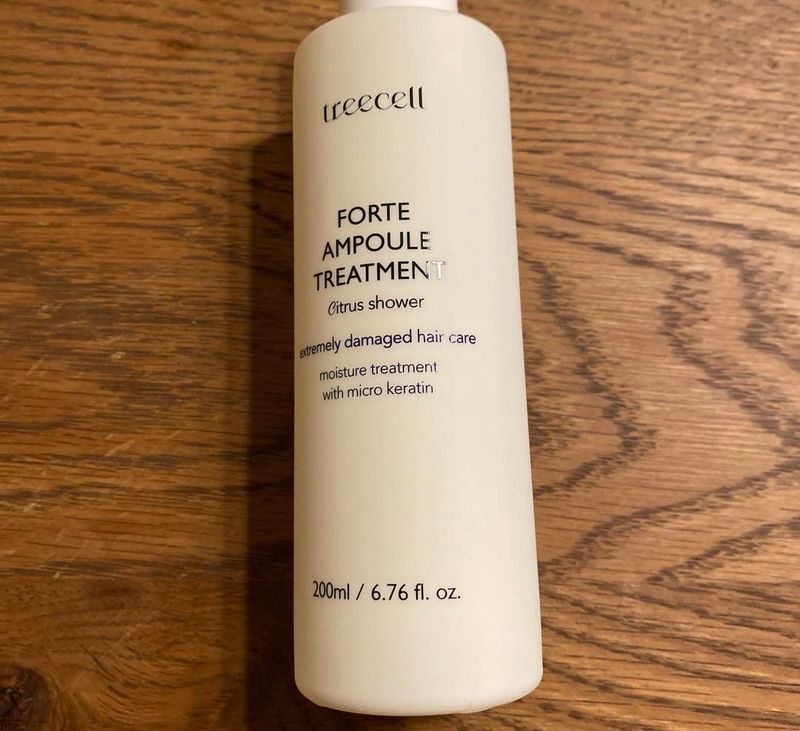 treecell
FORTE
AMPOULE
TREATMENT
Citrus shower
extremely damaged hair care
moisture treatment
with micro keratin
200ml / 6.76 fl. oz.